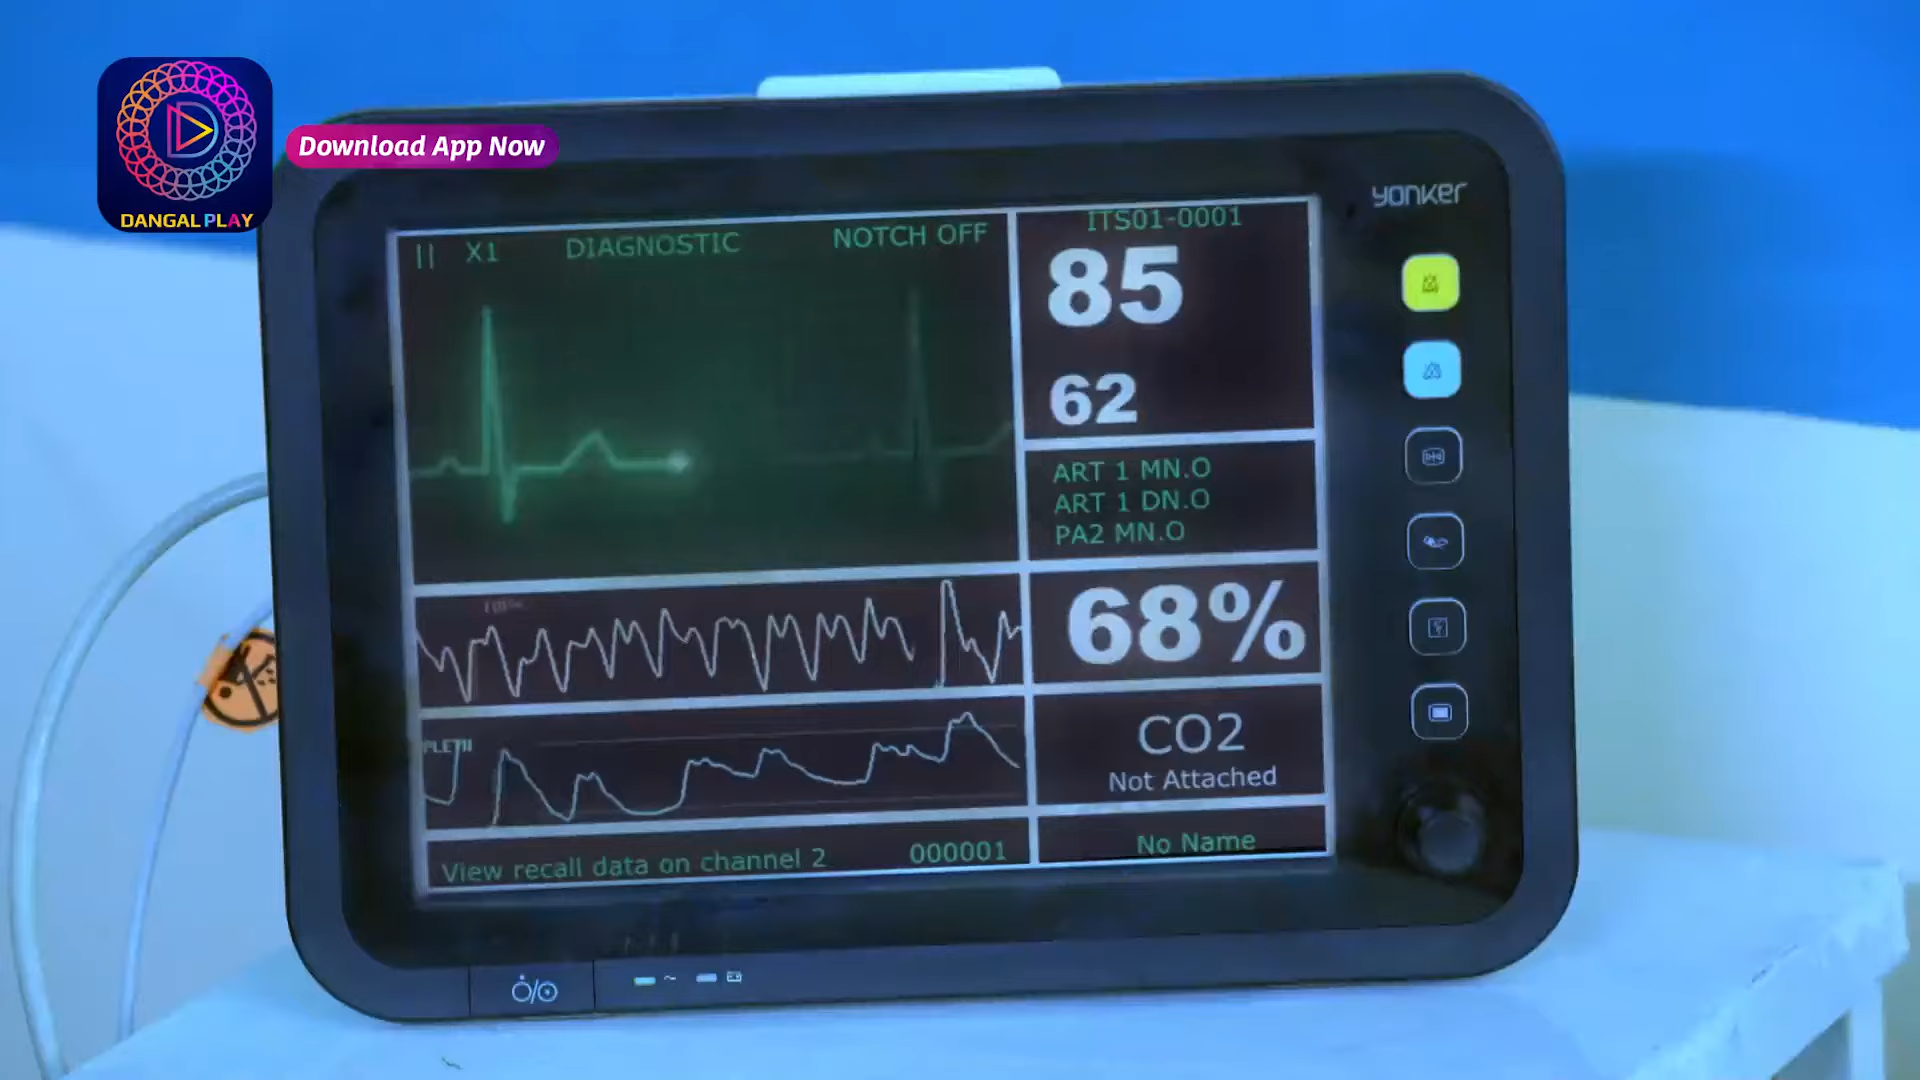 DANGAL PLAY
Download App Now
yonker
II X1 DIAGNOSTIC NOTCH OFF
ITS01-0001
85
62
ART 1 MN.O
ART 1 DN.O
PA2 MN.O
68%
PLETH
CO2
Not Attached
View recall data on channel 2 000001
No Name